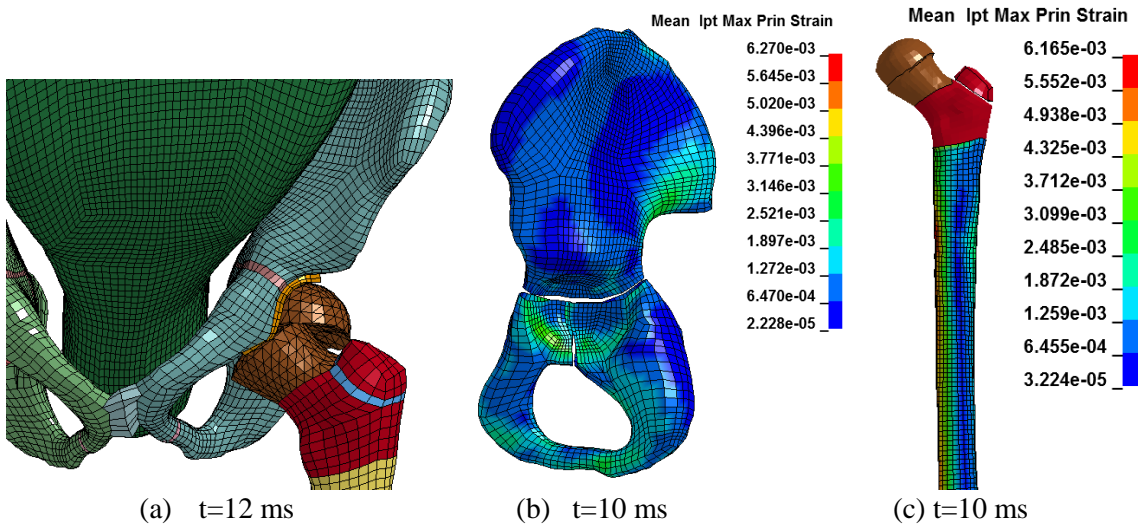 Mean Ipt Max Prin Strain
6.270e-03
5.645e-03
5.020e-03
4.396e-03
3.771e-03
3.146e-03
2.521e-03
1.897e-03
1.272e-03
6.470e-04
2.228e-05
Mean Ipt Max Prin Strain
6.165e-03
5.552e-03
4.938e-03
4.325e-03
3.712e-03
3.099e-03
2.485e-03
1.872e-03
1.259e-03
6.455e-04
3.224e-05
(a) t=12 ms
(b) t=10 ms
(c) t=10 ms